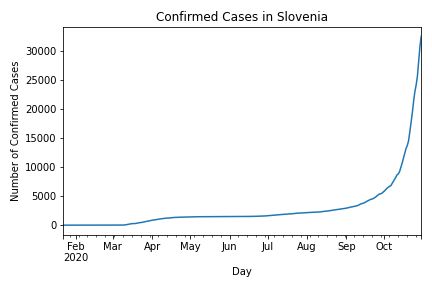 Confirmed Cases in Slovenia
Number of Confirmed Cases
30000
25000
20000
15000
10000
5000
0
Feb Mar Apr May Jun Jul Aug Sep Oct
2020
Day